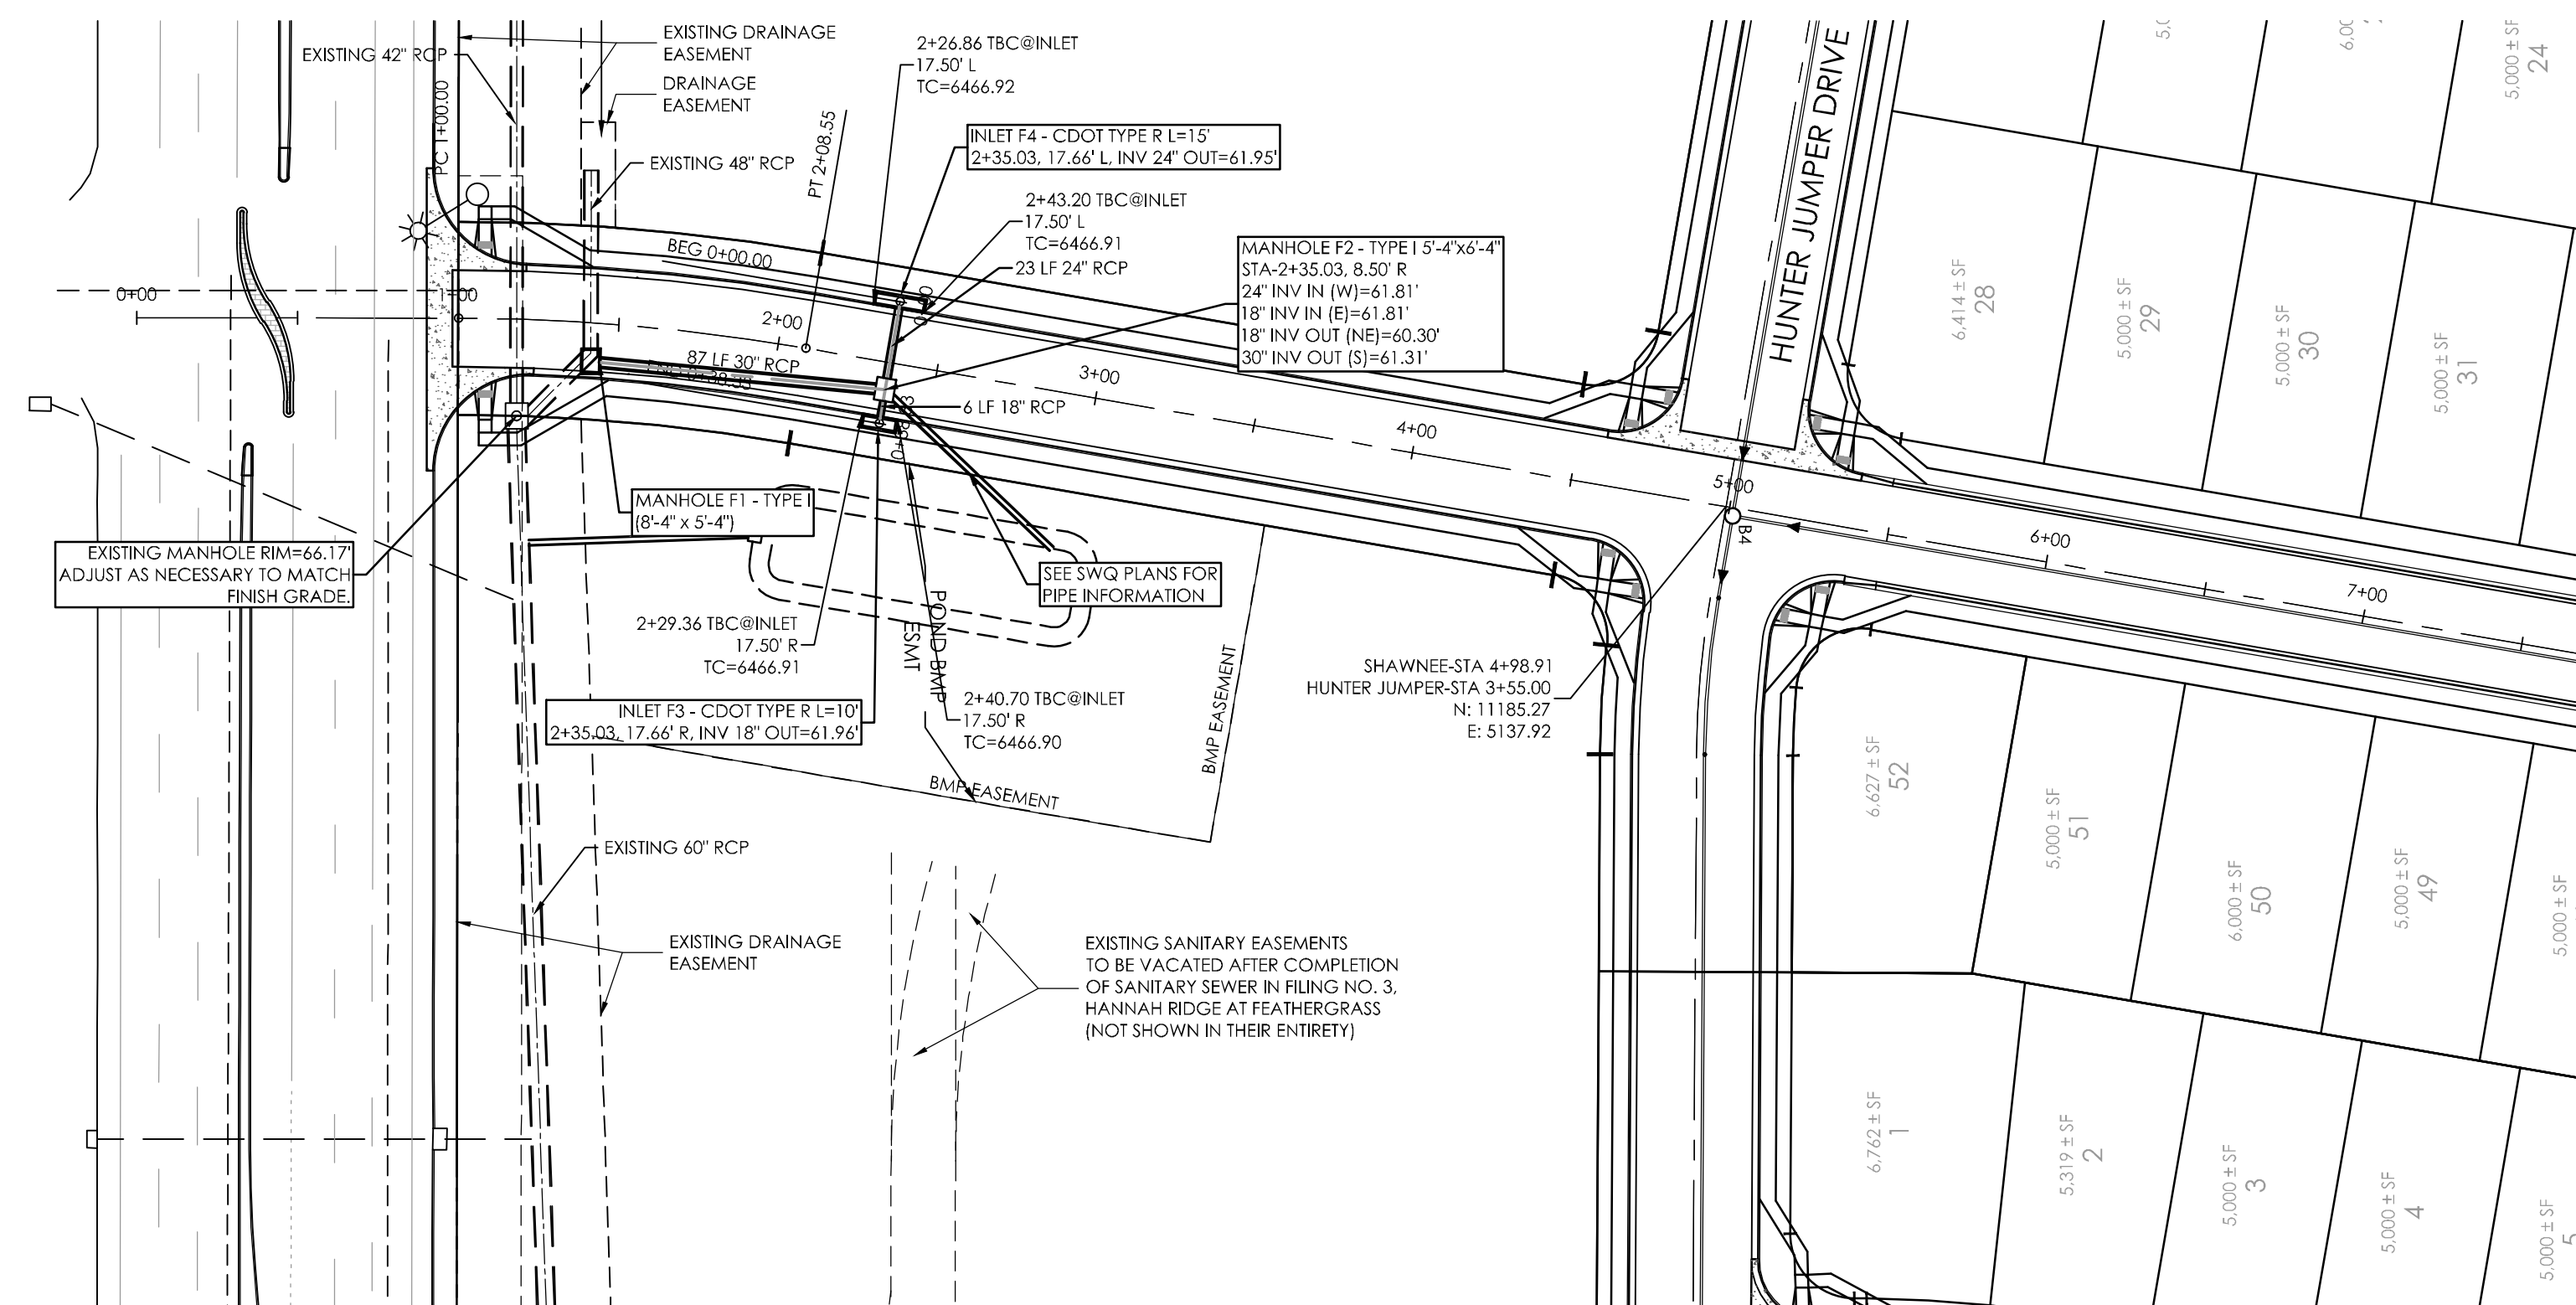 EXISTING DRAINAGE
EASEMENT
EXISTING 42" RCP
DRAINAGE
EASEMENT
PC 1+00.00
EXISTING 48" RCP
PT 2+08.55
2+26.86 TBC@INLET
17.50' L
TC=6466.92
INLET F4 - CDOT TYPE R L=15'
2+35.03, 17.66' L, INV 24" OUT=61.95'
2+43.20 TBC@INLET
17.50' L
TC=6466.91
23 LF 24" RCP
MANHOLE F2 - TYPE I 5'-4"x6'-4"
STA-2+35.03, 8.50' R
24" INV IN (W)=61.81'
18" INV IN (E)=61.81'
18" INV OUT (NE)=60.30'
30" INV OUT (S)=61.31'
HUNTER JUMPER DRIVE
5,000 ± SF
24
6,414 ± SF
28
5,000 ± SF
29
5,000 ± SF
30
5,000 ± SF
31
BEG 0+00.00
0+00
1+00
2+00
3+00
4+00
5+00
6+00
7+00
87 LF 30" RCP
6 LF 18" RCP
MANHOLE F1 - TYPE I
(8'-4" x 5'-4")
EXISTING MANHOLE RIM=66.17'
ADJUST AS NECESSARY TO MATCH
FINISH GRADE.
SEE SWQ PLANS FOR
PIPE INFORMATION
B4
2+29.36 TBC@INLET
17.50' R
TC=6466.91
POND BMP
ESMT
INLET F3 - CDOT TYPE R L=10'
2+35.03, 17.66' R, INV 18" OUT=61.96'
2+40.70 TBC@INLET
17.50' R
TC=6466.90
BMP EASEMENT
BMP EASEMENT
SHAWNEE-STA 4+98.91
HUNTER JUMPER-STA 3+55.00
N: 11185.27
E: 5137.92
EXISTING 60" RCP
EXISTING DRAINAGE
EASEMENT
EXISTING SANITARY EASEMENTS
TO BE VACATED AFTER COMPLETION
OF SANITARY SEWER IN FILING NO. 3,
HANNAH RIDGE AT FEATHERGRASS
(NOT SHOWN IN THEIR ENTIRETY)
6,627 ± SF
52
5,000 ± SF
51
6,000 ± SF
50
5,000 ± SF
49
5,000 ± SF
6,762 ± SF
1
5,319 ± SF
2
5,000 ± SF
3
5,000 ± SF
4
5,000 ± SF
5